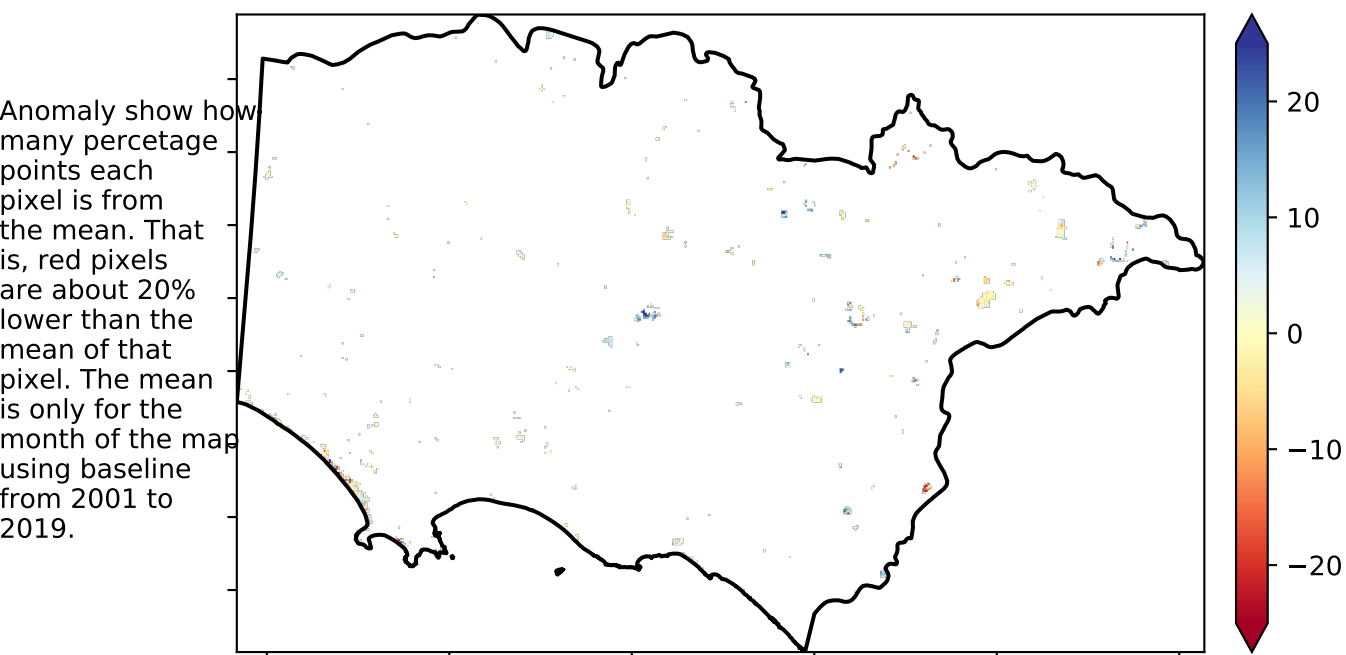 Anomaly show how
many percetage
points each
pixel is from
the mean. That
is, red pixels
are about 20%
lower than the
mean of that
pixel. The mean
is only for the
month of the map
using baseline
from 2001 to
2019.
20
10
0
−10
−20